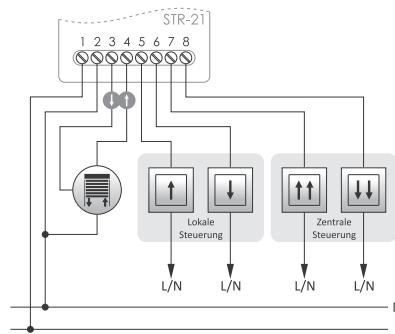 STR-21
1 2 3 4 5 6 7 8
Lokale
Steuerung
Zentrale
Steuerung
L/N L/N L/N L/N